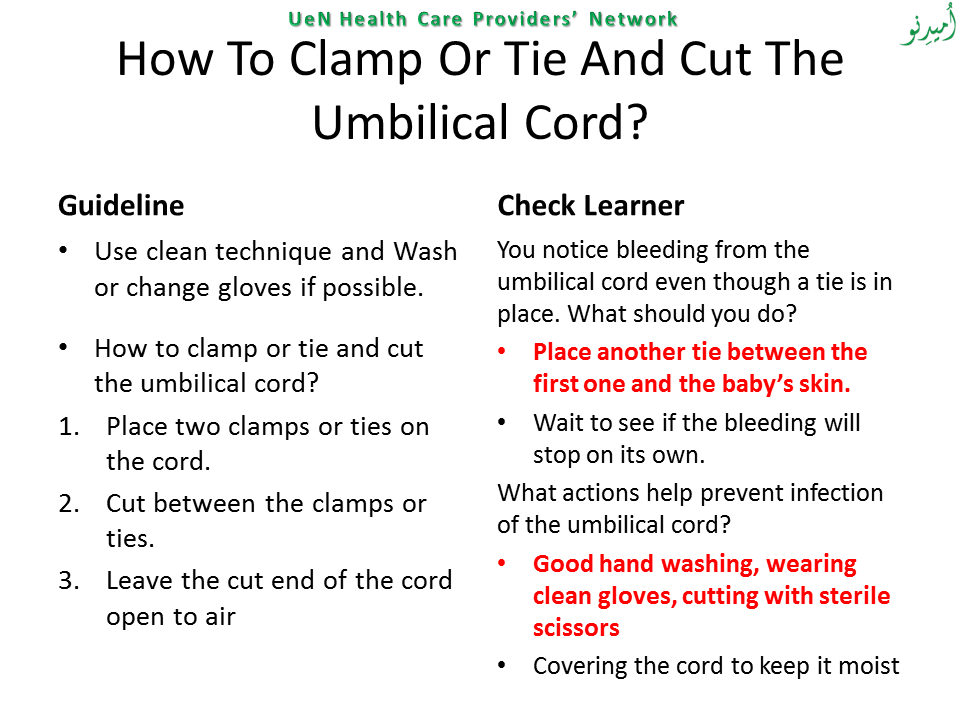 UeN Health Care Providers’ Network
اُمیدِنو
How To Clamp Or Tie And Cut The
Umbilical Cord?
Guideline
• Use clean technique and Wash
or change gloves if possible.
• How to clamp or tie and cut
the umbilical cord?
1. Place two clamps or ties on
the cord.
2. Cut between the clamps or
ties.
3. Leave the cut end of the cord
open to air
Check Learner
You notice bleeding from the
umbilical cord even though a tie is in
place. What should you do?
• Place another tie between the
first one and the baby’s skin.
• Wait to see if the bleeding will
stop on its own.
What actions help prevent infection
of the umbilical cord?
• Good hand washing, wearing
clean gloves, cutting with sterile
scissors
• Covering the cord to keep it moist